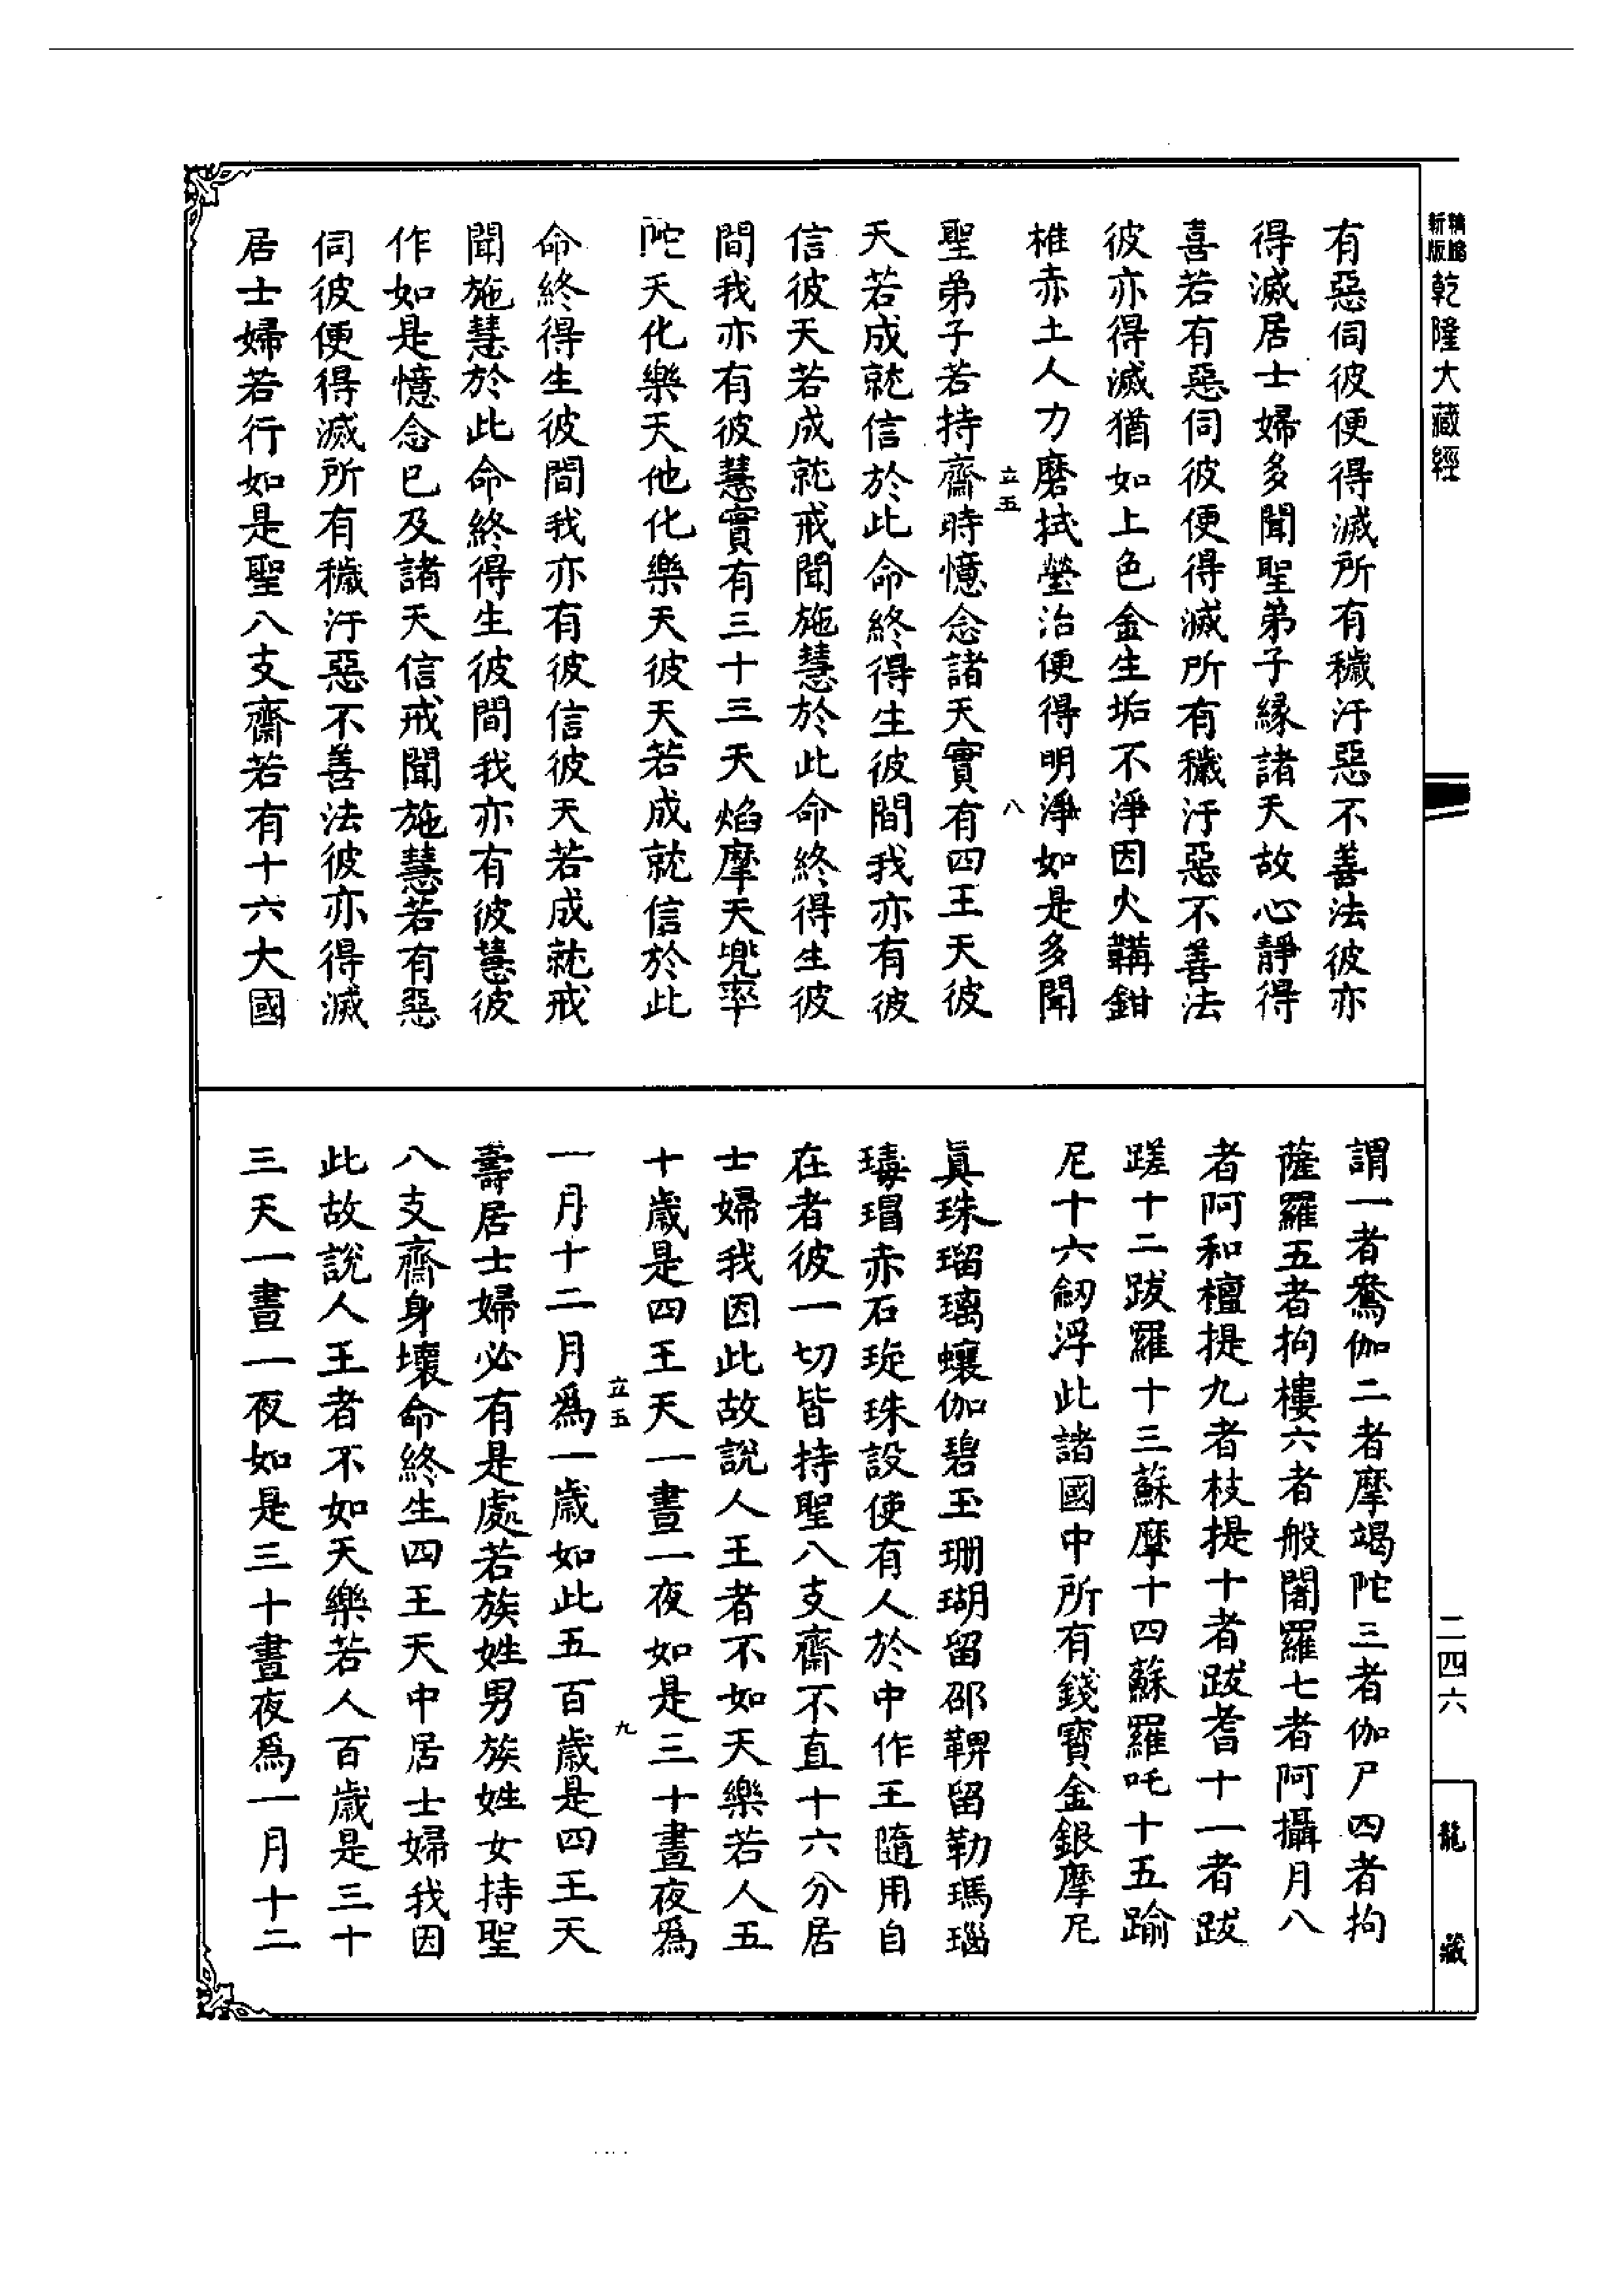 新版 精縮 乾隆大藏經
有惡伺彼便得滅所有穢汙惡不善法彼亦
得滅居士婦多聞聖弟子緣諸天故心靜得
喜若有惡伺彼便得滅所有穢汙惡不善法
彼亦得滅猶如上色金生垢不淨因火鞴鉗
椎赤土人力磨拭瑩治便得明淨如是多聞
立五 八
聖弟子若持齋時憶念諸天實有四王天彼
天若成就信於此命終得生彼間我亦有彼
信彼天若成就戒聞施慧於此命終得生彼
間我亦有彼慧實有三十三天焰摩天兜率
陀天化樂天他化樂天彼天若成就信於此
命終得生彼間我亦有彼信彼天若成就戒
聞施慧於此命終得生彼間我亦有彼慧彼
作如是憶念已及諸天信戒聞施慧若有惡
伺彼便得滅所有穢汙惡不善法彼亦得滅
居士婦若行如是聖八支齋若有十六大國
謂一者鴦伽二者摩竭陀三者伽尸四者拘
薩羅五者拘樓六者般闍羅七者阿攝月八
者阿和檀提九者枝提十者跋耆十一者跋
蹉十二跋羅十三蘇摩十四蘇羅吒十五踰
尼十六劒浮此諸國中所有錢寶金銀摩尼
真珠瑠璃蠰伽碧玉珊瑚留邵鞞留勒瑪瑙
瑇瑁赤石琁珠設使有人於中作王隨用自
在者彼一切皆持聖八支齋不直十六分居
士婦我因此故說人王者不如天樂若人五
十歲是四王天一晝一夜如是三十晝夜為
立五 九
一月十二月為一歲如此五百歲是四王天
壽居士婦必有是處若族姓男族姓女持聖
八支齋身壞命終生四王天中居士婦我因
此故說人王者不如天樂若人百歲是三十
三天一晝一夜如是三十晝夜為一月十二
二四六
龍藏